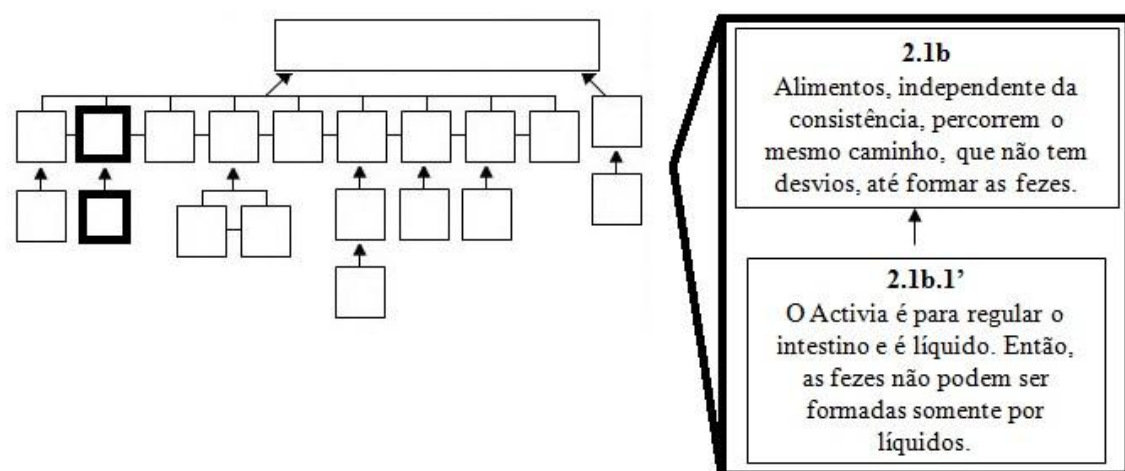 2.1b
Alimentos, independente da
consistência, percorrem o
mesmo caminho, que não tem
desvios, até formar as fezes.
2.1b.1’
O Activia é para regular o
intestino e é líquido. Então,
as fezes não podem ser
formadas somente por
líquidos.